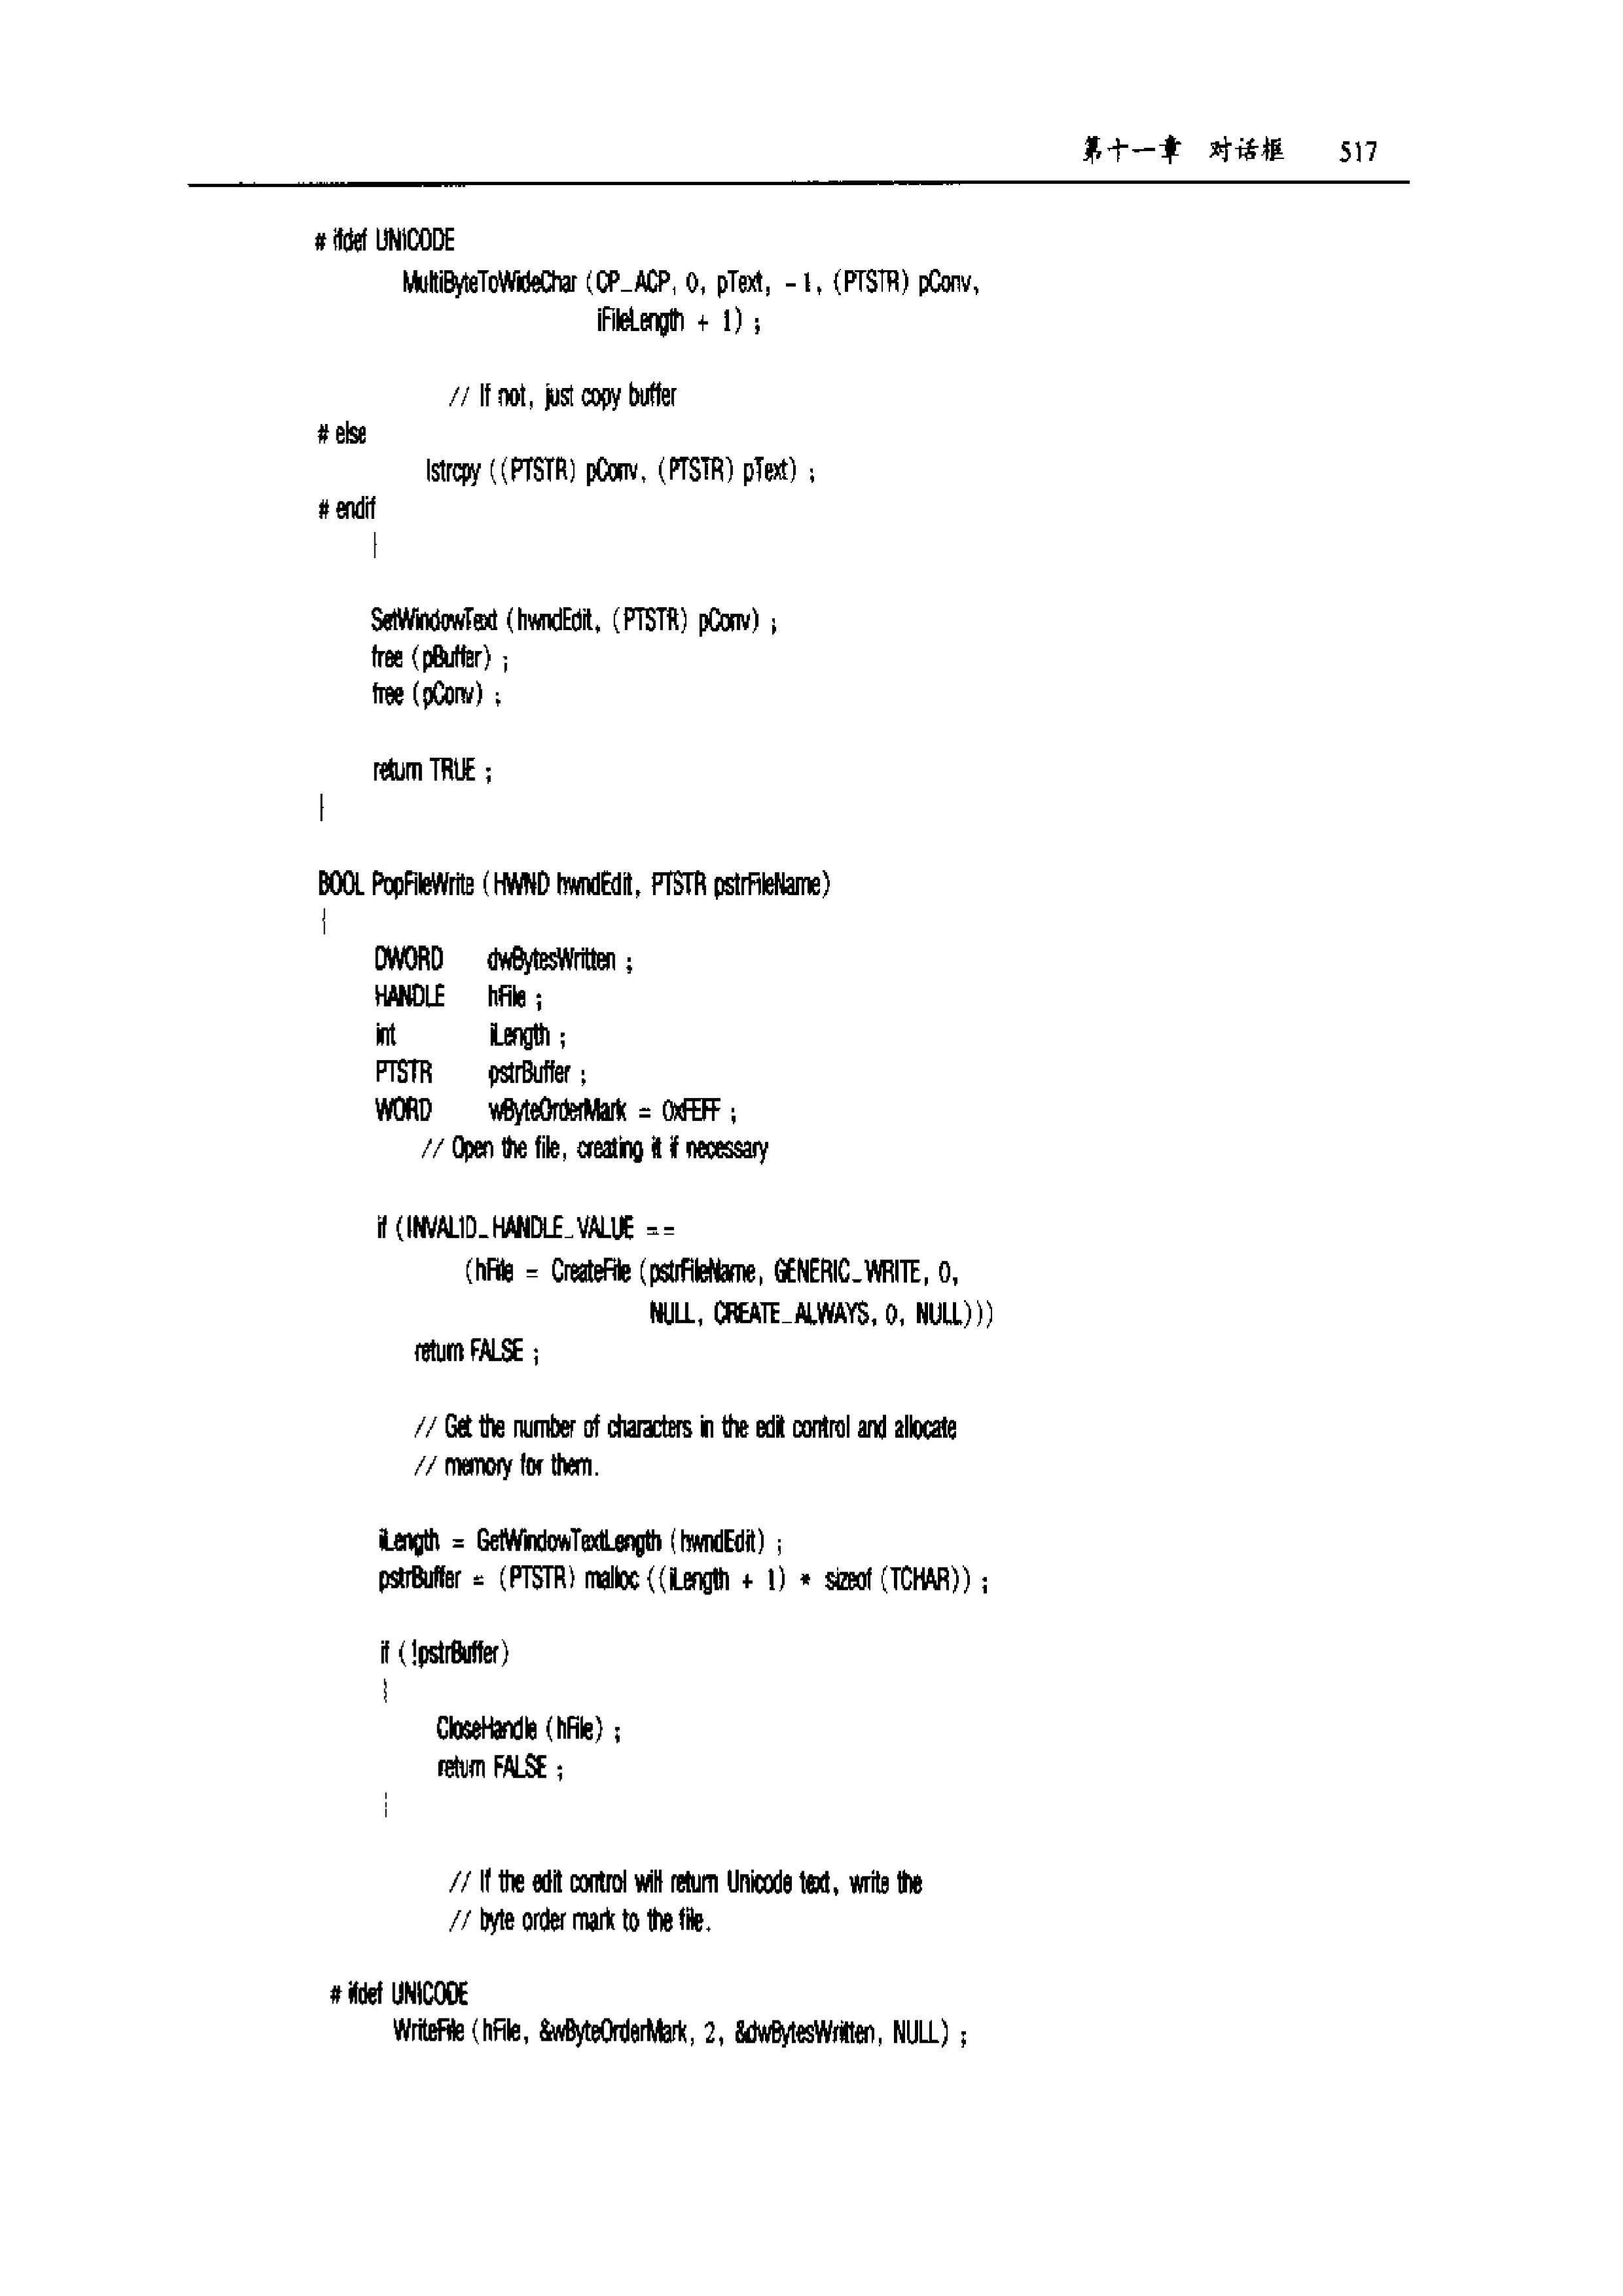 第十一章 对话框 517
# ifdef UNICODE
MultiByteToWideChar (CP_ACP, 0, pText, -1, (PTSTR) pConv,
iFileLength + 1) ;
// If not, just copy buffer
# else
lstrcpy ((PTSTR) pConv, (PTSTR) pText) ;
# endif
}
SetWindowText (hwndEdit, (PTSTR) pConv) ;
free (pBuffer) ;
free (pConv) ;
return TRUE ;
}
BOOL PopFileWrite (HWND hwndEdit, PTSTR pstrFileName)
{
DWORD dwBytesWritten ;
HANDLE hFile ;
int iLength ;
PTSTR pstrBuffer ;
WORD wByteOrderMark = 0xFEFF ;
// Open the file, creating it if necessary
if (INVALID_HANDLE_VALUE ==
(hFile = CreateFile (pstrFileName, GENERIC_WRITE, 0,
NULL, CREATE_ALWAYS, 0, NULL)))
return FALSE ;
// Get the number of characters in the edit control and allocate
// memory for them.
iLength = GetWindowTextLength (hwndEdit) ;
pstrBuffer = (PTSTR) malloc ((iLength + 1) * sizeof (TCHAR)) ;
if (!pstrBuffer)
{
CloseHandle (hFile) ;
return FALSE ;
}
// If the edit control will return Unicode text, write the
// byte order mark to the file.
# ifdef UNICODE
WriteFile (hFile, &wByteOrderMark, 2, &dwBytesWritten, NULL) ;